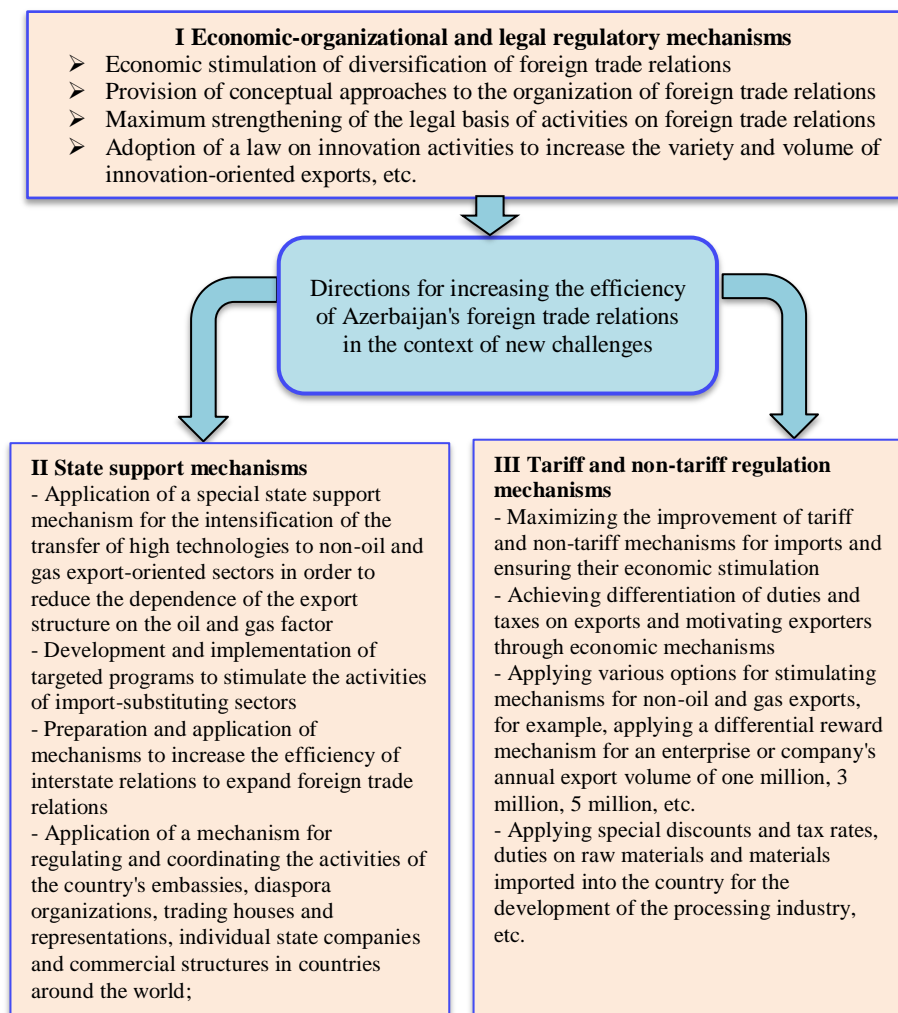 I Economic-organizational and legal regulatory mechanisms
➢ Economic stimulation of diversification of foreign trade relations
➢ Provision of conceptual approaches to the organization of foreign trade relations
➢ Maximum strengthening of the legal basis of activities on foreign trade relations
➢ Adoption of a law on innovation activities to increase the variety and volume of
innovation-oriented exports, etc.
Directions for increasing the efficiency
of Azerbaijan's foreign trade relations
in the context of new challenges
II State support mechanisms
- Application of a special state support
mechanism for the intensification of the
transfer of high technologies to non-oil and
gas export-oriented sectors in order to
reduce the dependence of the export
structure on the oil and gas factor
- Development and implementation of
targeted programs to stimulate the activities
of import-substituting sectors
- Preparation and application of
mechanisms to increase the efficiency of
interstate relations to expand foreign trade
relations
- Application of a mechanism for
regulating and coordinating the activities of
the country's embassies, diaspora
organizations, trading houses and
representations, individual state companies
and commercial structures in countries
around the world;
III Tariff and non-tariff regulation
mechanisms
- Maximizing the improvement of tariff
and non-tariff mechanisms for imports and
ensuring their economic stimulation
- Achieving differentiation of duties and
taxes on exports and motivating exporters
through economic mechanisms
- Applying various options for stimulating
mechanisms for non-oil and gas exports,
for example, applying a differential reward
mechanism for an enterprise or company's
annual export volume of one million, 3
million, 5 million, etc.
- Applying special discounts and tax rates,
duties on raw materials and materials
imported into the country for the
development of the processing industry,
etc.